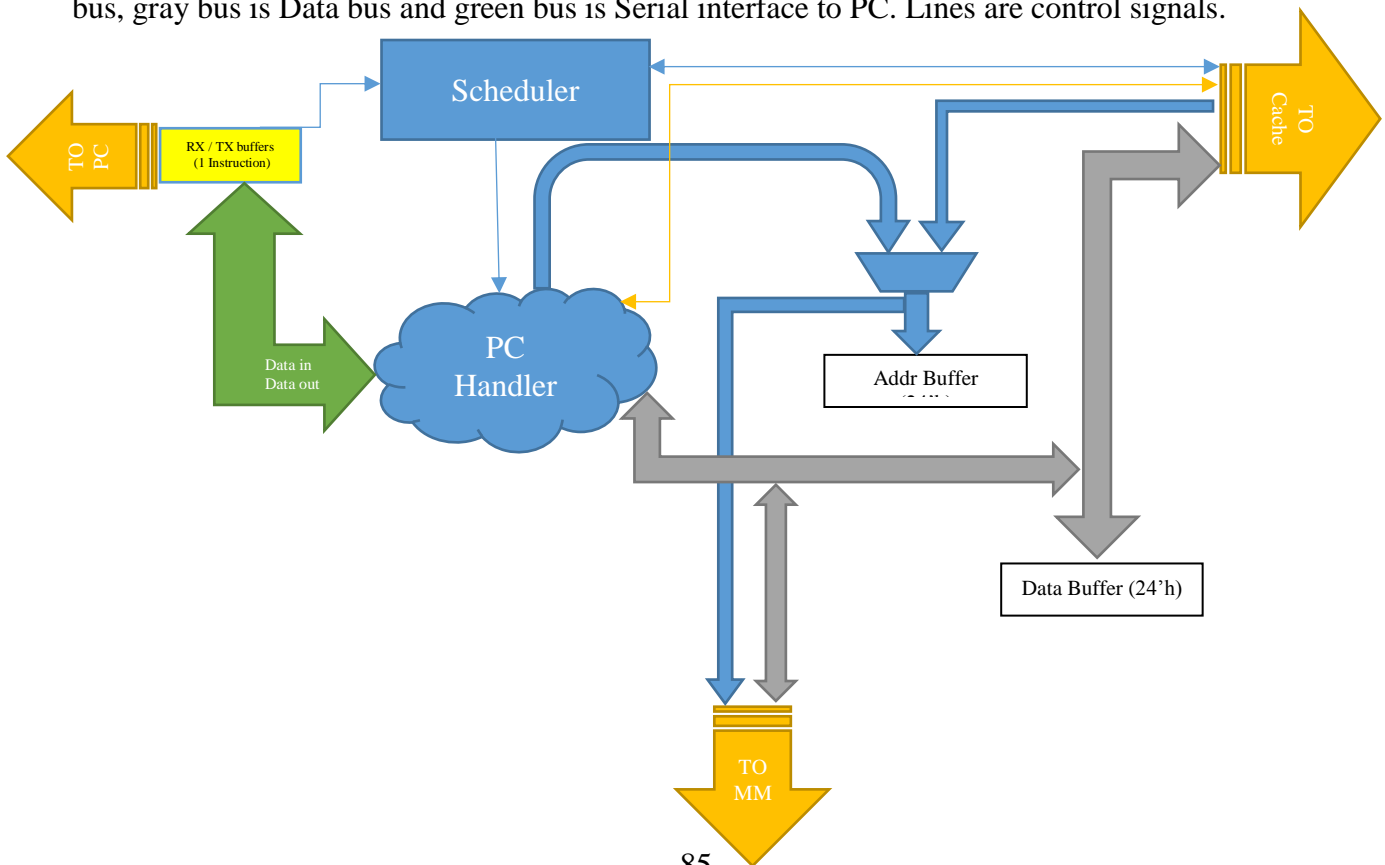 bus, gray bus is Data bus and green bus is Serial interface to PC. Lines are control signals.
Scheduler
TO
Cache
TO
PC
RX / TX buffers
(1 Instruction)
Data in
Data out
PC
Handler
Addr Buffer
Data Buffer (24’h)
TO
MM
85